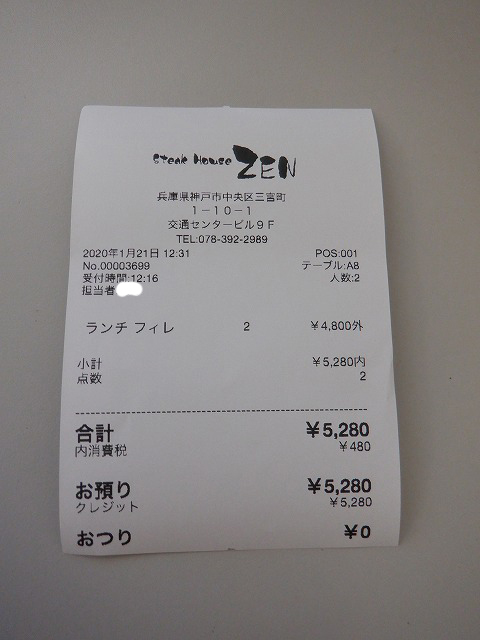 Steak House ZEN
兵庫県神戸市中央区三宮町
1-10-1
交通センタービル9F
TEL:078-392-2989
2020年1月21日 12:31 POS:001
No.00003699 テーブル:A8
受付時間:12:16 人数:2
担当者
ランチ フィレ 2 ¥4,800外
小計 ¥5,280内
点数 2
合計 ¥5,280
内消費税 ¥480
お預り ¥5,280
クレジット ¥5,280
おつり ¥0